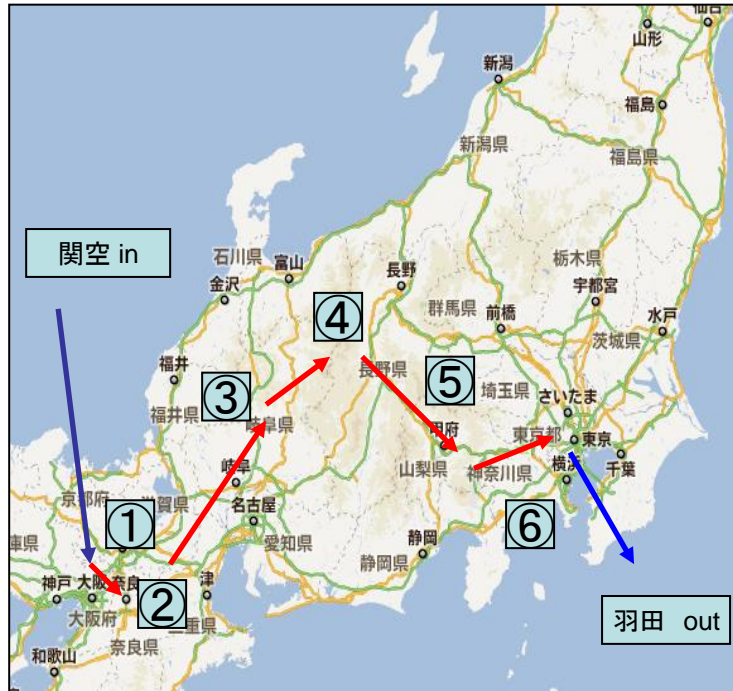 仙台
山形
新潟
福島
新潟県
福島県
関空 in
石川県
富山
長野
栃木県
金沢
群馬県
宇都宮
前橋
水戸
④
茨城県
福井
長野県
⑤
③
埼玉県
さいたま
福井県
岐阜県
甲府
東京都
東京
岐阜
山梨県
神奈川県
千葉
横浜
京都府
滋賀県
①
名古屋
⑥
愛知県
静岡
庫県
静岡県
神戸
大阪
奈良
津
②
大阪府
三重県
奈良県
羽田 out
和歌山